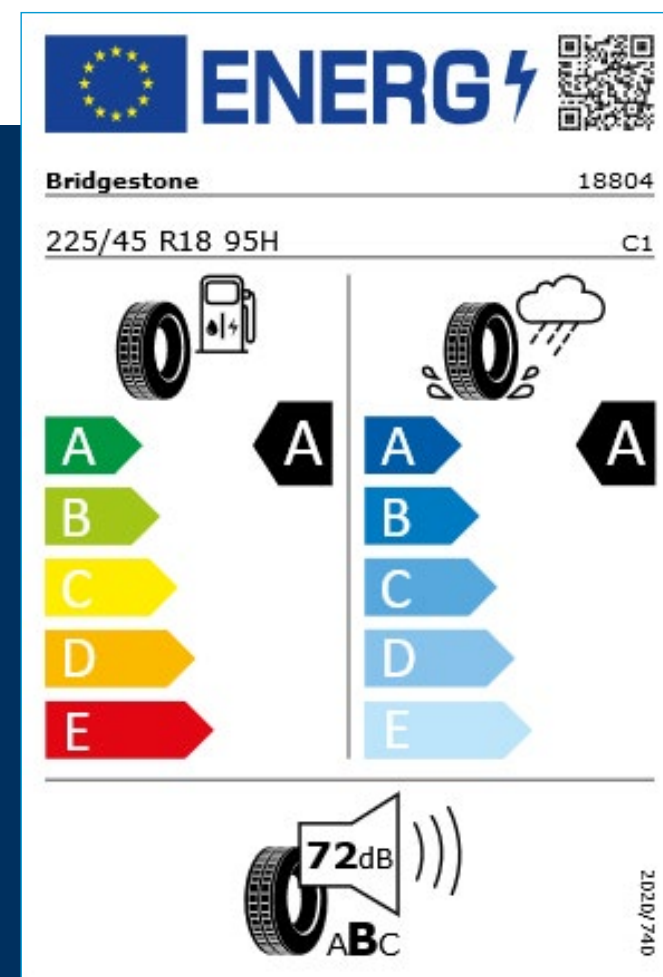 ENERG
Bridgestone 18804
225/45 R18 95H C1
A A A A
B B
C C
D D
E E
72dB
ABC
2020/740